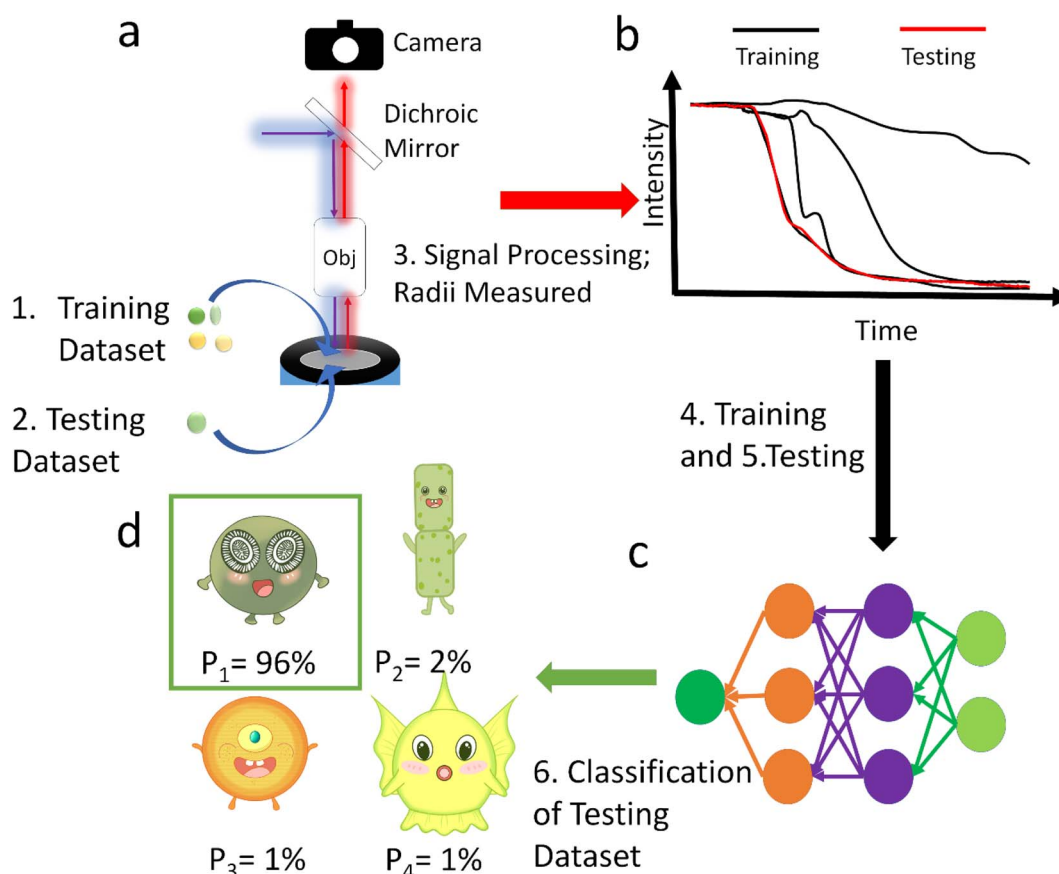 a
Camera
Dichroic
Mirror
Obj
1. Training
Dataset
2. Testing
Dataset
3. Signal Processing;
Radii Measured
b
Training
Testing
Intensity
Time
4. Training
and 5.Testing
c
d
P1= 96%
P2= 2%
P3= 1%
P4= 1%
6. Classification
of Testing
Dataset